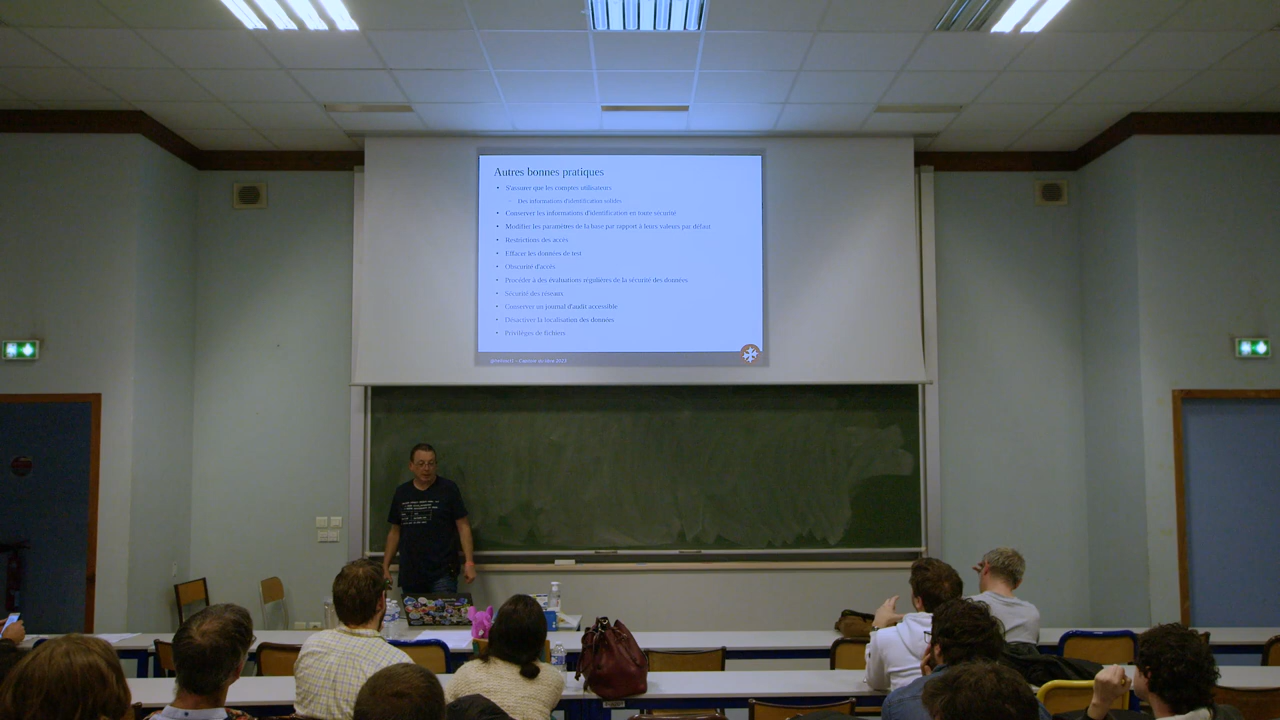 Autres bonnes pratiques
• S'assurer que les comptes utilisateurs
– Des informations d'identification solides
• Conserver les informations d'identification en toute sécurité
• Modifier les paramètres de la base par rapport à leurs valeurs par défaut
• Restrictions des accès
• Effacer les données de test
• Obscurité d'accès
• Procéder à des évaluations régulières de la sécurité des données
• Sécurité des réseaux
• Conserver un journal d'audit accessible
• Désactiver la localisation des données
• Privilèges de fichiers